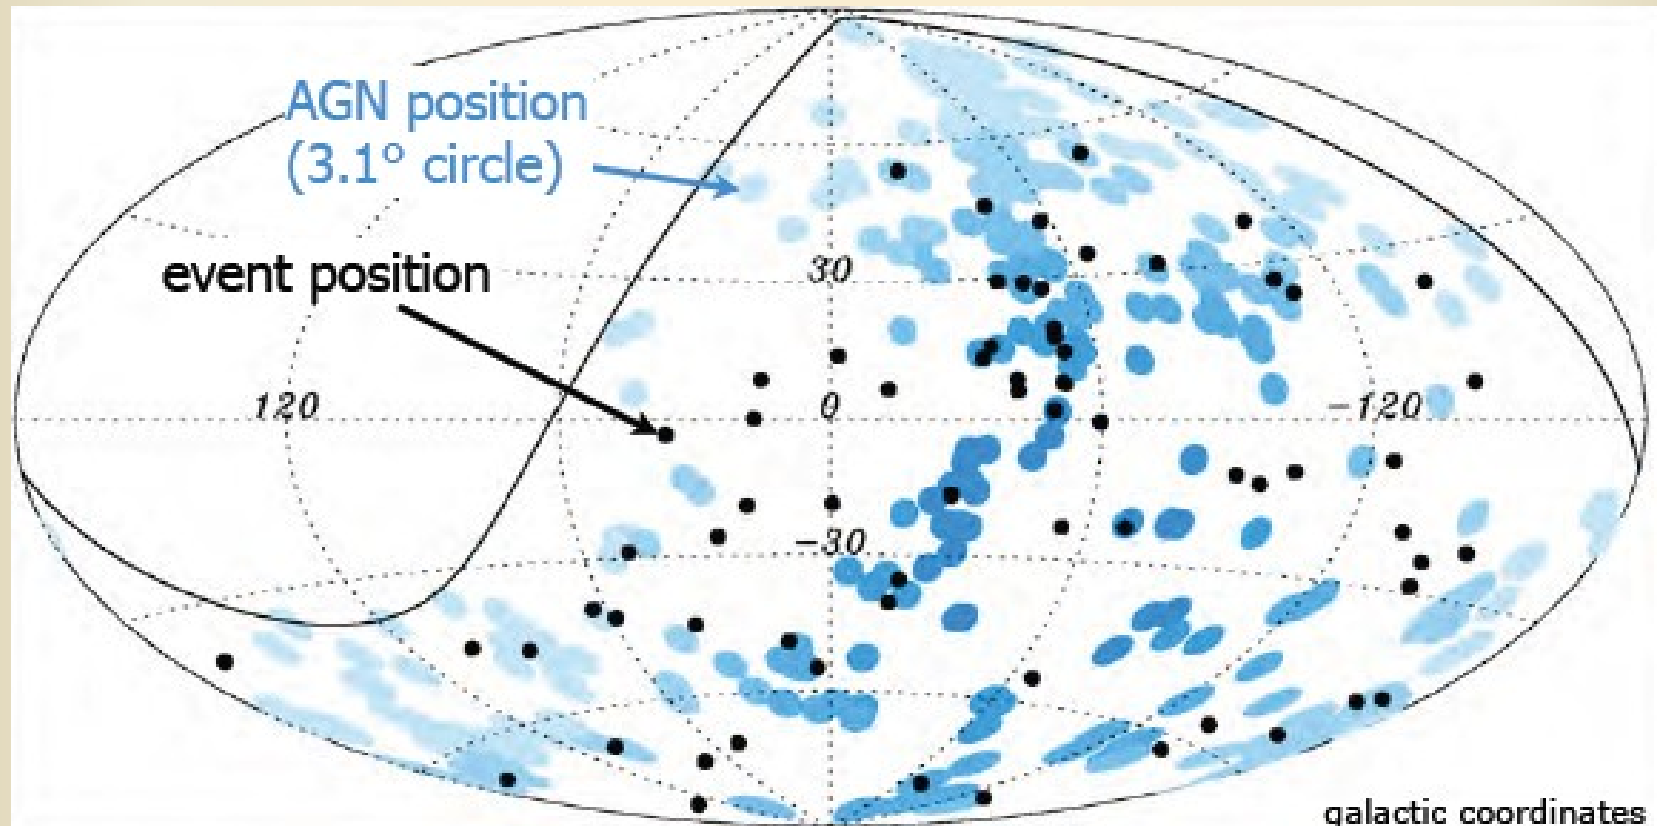 AGN position
(3.1° circle)
event position
30
120
0
-120
-30
galactic coordinates